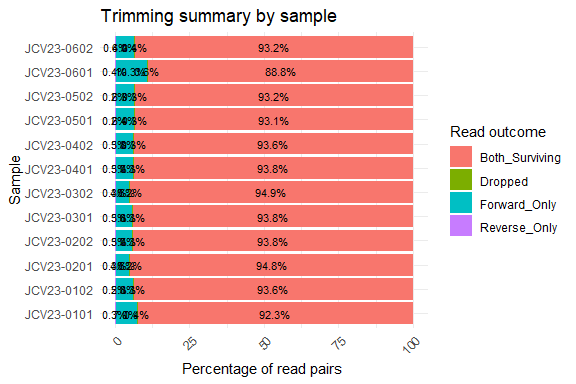 Trimming summary by sample
Sample
JCV23-0602 93.2%
JCV23-0601 88.8%
JCV23-0502 93.2%
JCV23-0501 93.1%
JCV23-0402 93.6%
JCV23-0401 93.8%
JCV23-0302 94.9%
JCV23-0301 93.8%
JCV23-0202 93.8%
JCV23-0201 94.8%
JCV23-0102 93.6%
JCV23-0101 92.3%
0 25 50 75 100
Percentage of read pairs
Read outcome
Both_Surviving
Dropped
Forward_Only
Reverse_Only